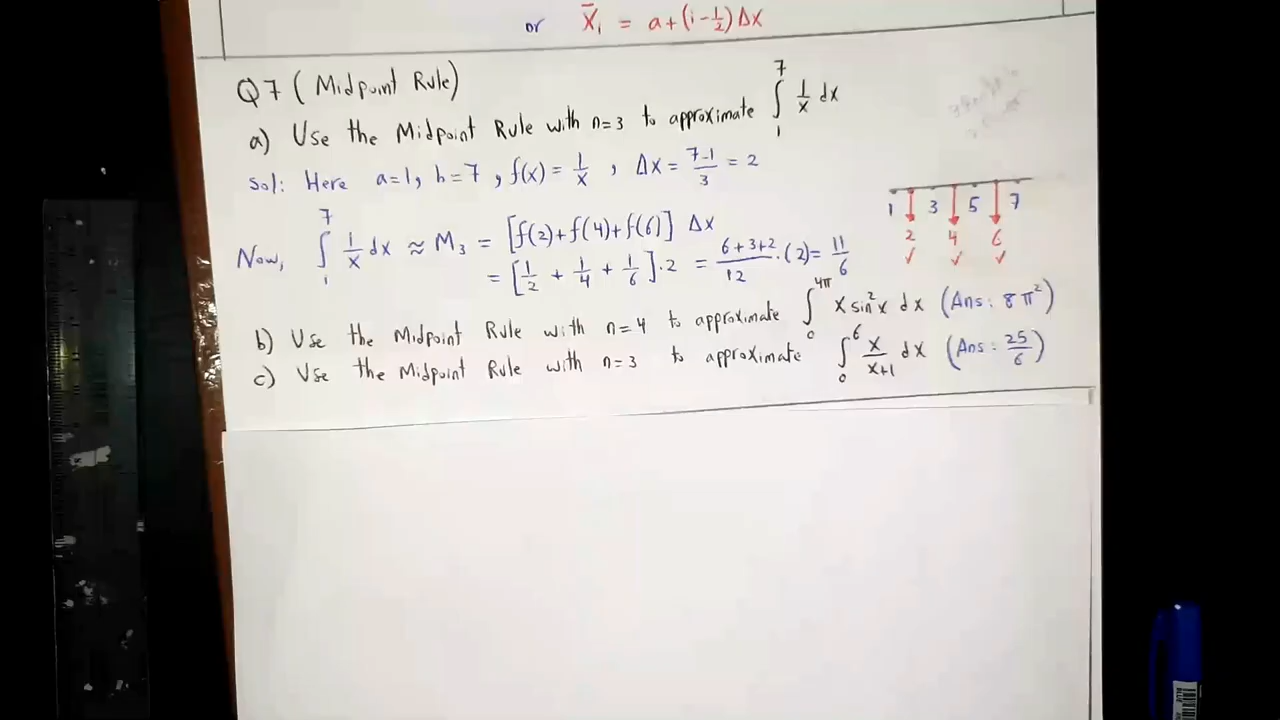 or X̄ᵢ = a+(i-½)Δx
Q7 (Midpoint Rule)
a) Use the Midpoint Rule with n=3 to approximate ∫₁⁷ 1/x dx
Sol: Here a=1, b=7, f(x) = 1/x , Δx = (7-1)/3 = 2
Now, ∫₁⁷ 1/x dx ≈ M₃ = [f(2)+f(4)+f(6)] Δx
= [1/2 + 1/4 + 1/6]·2 = (6+3+2)/12 ·(2) = 11/6
1 3 5 7
2 4 6
✓ ✓ ✓
b) Use the Midpoint Rule with n=4 to approximate ∫₀^4π x sin²x dx (Ans: 8π²)
c) Use the Midpoint Rule with n=3 to approximate ∫₀⁶ x/(x+1) dx (Ans: 25/6)